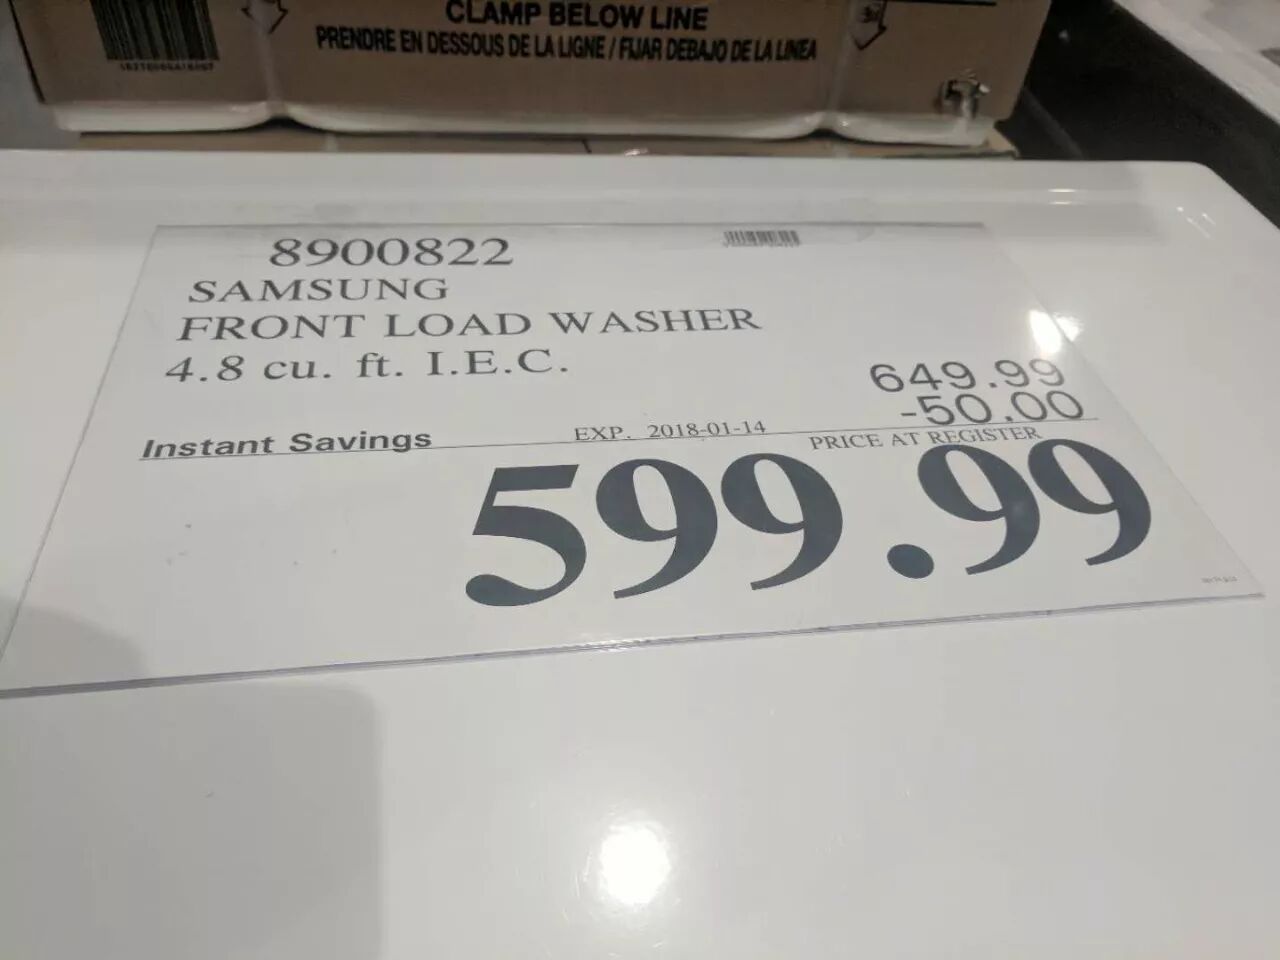 CLAMP BELOW LINE
PRENDRE EN DESSOUS DE LA LIGNE / FIJAR DEBAJO DE LA LINEA
8900822
SAMSUNG
FRONT LOAD WASHER
4.8 cu. ft. I.E.C.
649.99
-50.00
Instant Savings EXP. 2018-01-14 PRICE AT REGISTER
599.99